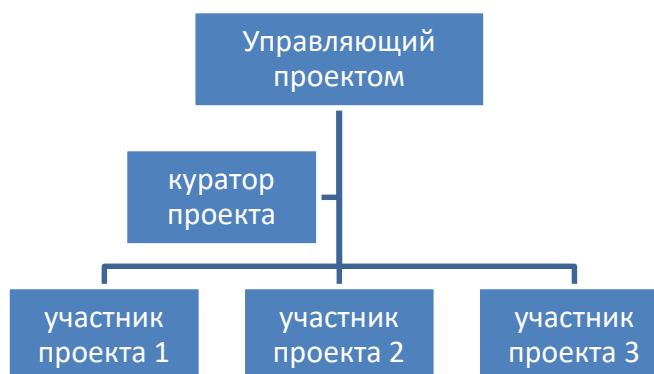 Управляющий
проектом
куратор
проекта
участник
проекта 1
участник
проекта 2
участник
проекта 3